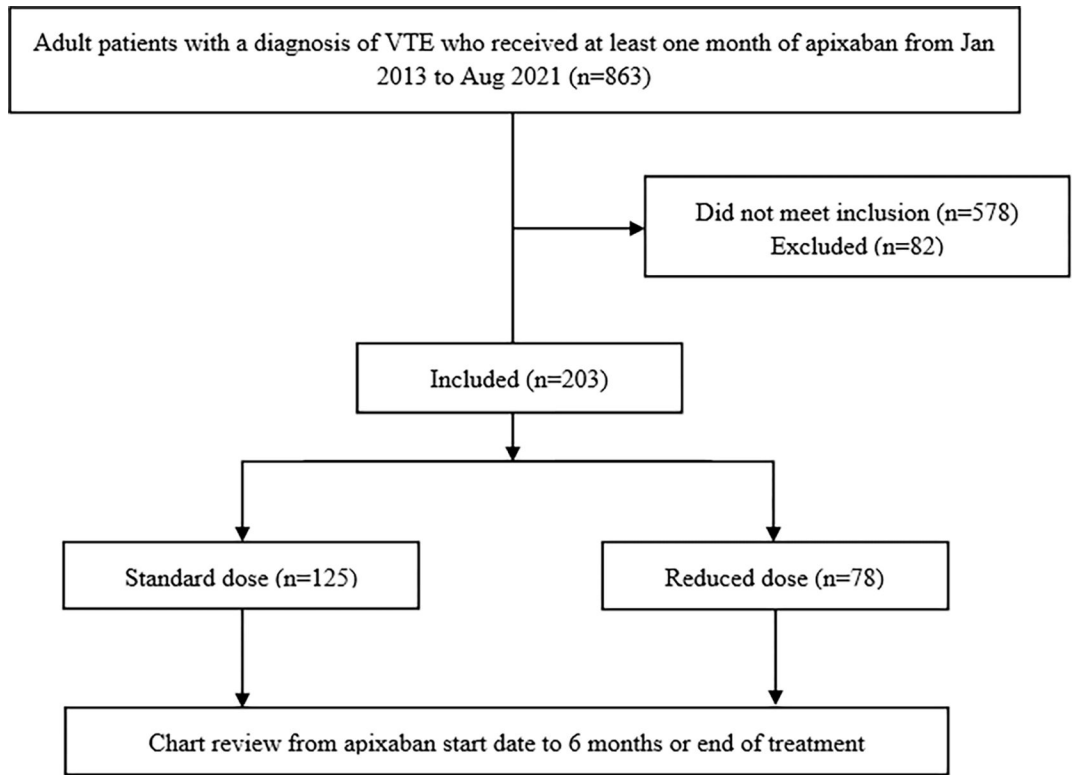 Adult patients with a diagnosis of VTE who received at least one month of apixaban from Jan
2013 to Aug 2021 (n=863)
Did not meet inclusion (n=578)
Excluded (n=82)
Included (n=203)
Standard dose (n=125)
Reduced dose (n=78)
Chart review from apixaban start date to 6 months or end of treatment